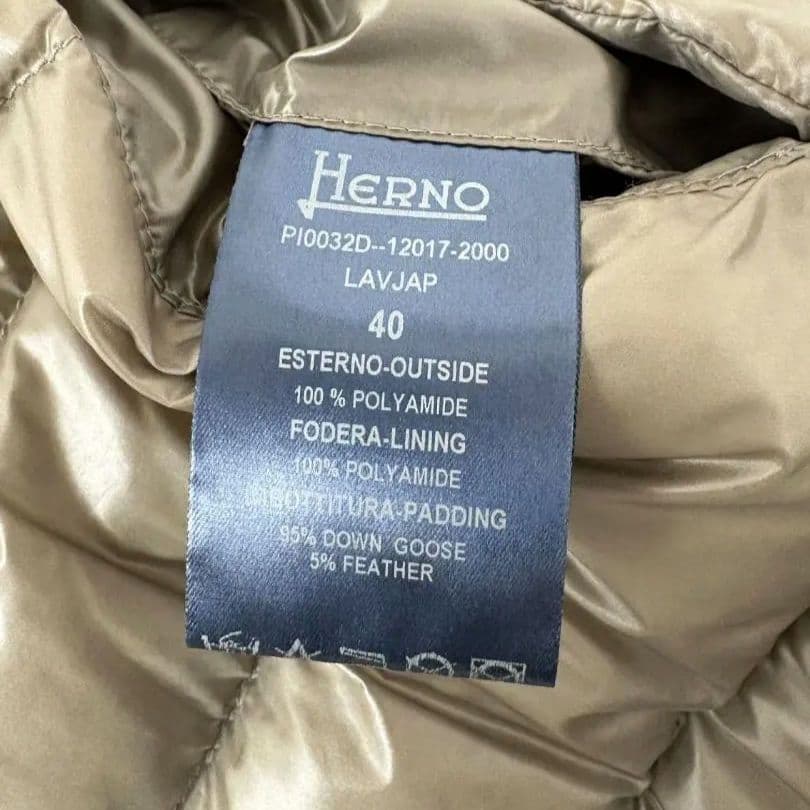 HERNO
PI0032D--12017-2000
LAVJAP
40
ESTERNO-OUTSIDE
100 % POLYAMIDE
FODERA-LINING
100% POLYAMIDE
IMBOTTITURA-PADDING
95% DOWN GOOSE
5% FEATHER